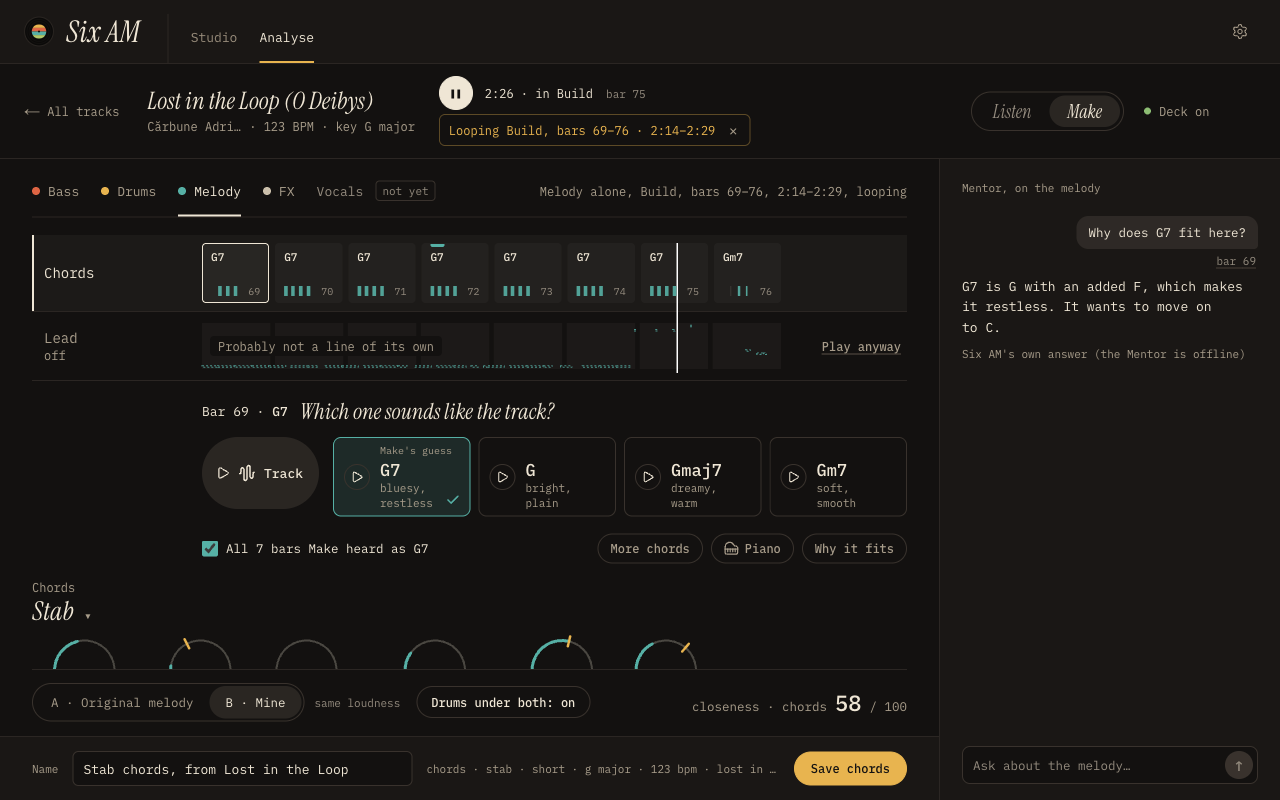 Six AM
Studio
Analyse
← All tracks
Lost in the Loop (O Deibys)
Cărbune Adri… · 123 BPM · key G major
2:26 · in Build bar 75
Looping Build, bars 69–76 · 2:14–2:29 ×
Listen
Make
Deck on
Bass
Drums
Melody
FX
Vocals
not yet
Melody alone, Build, bars 69–76, 2:14–2:29, looping
Chords
G7 69
G7 70
G7 71
G7 72
G7 73
G7 74
G7 75
Gm7 76
Lead
off
Probably not a line of its own
Play anyway
Bar 69 · G7 Which one sounds like the track?
Track
Make's guess
G7
bluesy,
restless
G
bright,
plain
Gmaj7
dreamy,
warm
Gm7
soft,
smooth
All 7 bars Make heard as G7
More chords
Piano
Why it fits
Chords
Stab ▾
A · Original melody
B · Mine
same loudness
Drums under both: on
closeness · chords 58 / 100
Name
Stab chords, from Lost in the Loop
chords · stab · short · g major · 123 bpm · lost in …
Save chords
Mentor, on the melody
Why does G7 fit here?
bar 69
G7 is G with an added F, which makes
it restless. It wants to move on
to C.
Six AM's own answer (the Mentor is offline)
Ask about the melody…
↑